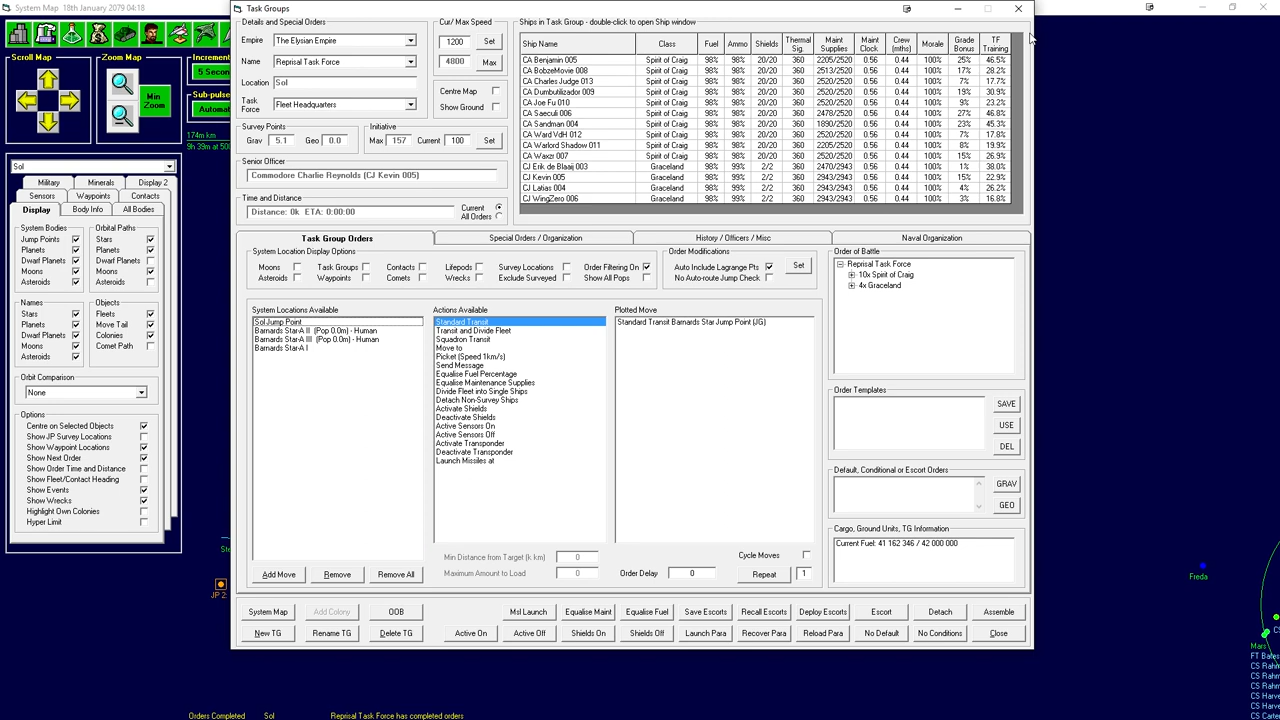 System Map  18th January 2079 04:18
Scroll Map
Zoom Map
Min Zoom
Increment
5 Secon
Sub-pulse
Automat
174m km
Sol
Military
Minerals
Display 2
Sensors
Waypoints
Contacts
Display
Body Info
All Bodies
System Bodies
Jump Points
Planets
Dwarf Planets
Moons
Asteroids
Orbital Paths
Stars
Planets
Dwarf Planets
Moons
Asteroids
Names
Stars
Planets
Dwarf Planets
Moons
Asteroids
Objects
Fleets
Move Tail
Colonies
Comet Path
Orbit Comparison
None
Options
Centre on Selected Objects
Show JP Survey Locations
Show Waypoint Locations
Show Next Order
Show Order Time and Distance
Show Fleet/Contact Heading
Show Events
Show Wrecks
Highlight Own Colonies
Hyper Limit
Task Groups
Details and Special Orders
Empire The Elysian Empire
Name Reprisal Task Force
Location Sol
Task Force Fleet Headquarters
Cur/ Max Speed
1200 Set
4800 Max
Centre Map
Show Ground
Survey Points
Grav 5.1 Geo 0.0
Initiative
Max 157 Current 100 Set
Senior Officer
Commodore Charlie Reynolds (CJ Kevin 005)
Time and Distance
Distance: 0k  ETA: 0:00:00
Current
All Orders
Ships in Task Group - double-click to open Ship window
Ship Name Class Fuel Ammo Shields Thermal Sig. Maint Supplies Maint Clock Crew (mths) Morale Grade Bonus TF Training
CA Benjamin 005 Spirit of Craig 98% 98% 20/20 360 2205/2520 0.56 0.44 100% 25% 46.5%
CA BobzeMovie 008 Spirit of Craig 98% 98% 20/20 360 2520/2520 0.56 0.44 100% 17% 28.2%
CA Charles Judge 013 Spirit of Craig 98% 98% 20/20 360 2520/2520 0.56 0.44 100% 7% 17.7%
CA Dumbutilizador 009 Spirit of Craig 98% 98% 20/20 360 2520/2520 0.56 0.44 100% 19% 30.9%
CA Joe Fu 010 Spirit of Craig 98% 98% 20/20 360 2520/2520 0.56 0.44 100% 9% 23.2%
CA Saeculi 006 Spirit of Craig 98% 98% 20/20 360 2478/2520 0.56 0.44 100% 27% 46.8%
CA Sandman 004 Spirit of Craig 98% 98% 20/20 360 1890/2520 0.56 0.44 100% 23% 45.3%
CA Ward VdH 012 Spirit of Craig 98% 98% 20/20 360 2520/2520 0.56 0.44 100% 7% 17.8%
CA Warlord Shadow 011 Spirit of Craig 98% 98% 20/20 360 2520/2520 0.56 0.44 100% 8% 19.9%
CA Waxzr 007 Spirit of Craig 98% 98% 20/20 360 2520/2520 0.56 0.44 100% 15% 26.9%
CJ Erik de Blaaij 003 Graceland 98% 98% 2/2 360 2470/2943 0.56 0.44 100% 1% 38.0%
CJ Kevin 005 Graceland 98% 98% 2/2 360 2943/2943 0.56 0.44 100% 15% 22.9%
CJ Latias 004 Graceland 98% 98% 2/2 360 2943/2943 0.56 0.44 100% 4% 26.2%
CJ WingZero 006 Graceland 98% 98% 2/2 360 2943/2943 0.56 0.44 100% 3% 16.8%
Task Group Orders
Special Orders / Organization
History / Officers / Misc
Naval Organization
System Location Display Options
Moons Task Groups Contacts Lifepods Survey Locations Order Filtering On
Asteroids Waypoints Comets Wrecks Exclude Surveyed Show All Pops
Order Modifications
Auto Include Lagrange Pts
No Auto-route Jump Check
Set
System Locations Available
Sol Jump Point
Barnards Star-A II  (Pop 0.0m) - Human
Barnards Star-A III  (Pop 0.0m) - Human
Barnards Star-A I
Actions Available
Standard Transit
Transit and Divide Fleet
Squadron Transit
Move to
Picket (Speed 1km/s)
Send Message
Equalise Fuel Percentage
Equalise Maintenance Supplies
Divide Fleet into Single Ships
Detach Non-Survey Ships
Activate Shields
Deactivate Shields
Active Sensors On
Active Sensors Off
Activate Transponder
Deactivate Transponder
Launch Missiles at
Plotted Move
Standard Transit Barnards Star Jump Point (JG)
Min Distance from Target (k km) 0
Maximum Amount to Load 0
Order Delay 0
Cycle Moves
Repeat 1
Add Move
Remove
Remove All
Order of Battle
Reprisal Task Force
10x Spirit of Craig
4x Graceland
Order Templates
SAVE
USE
DEL
Default, Conditional or Escort Orders
GRAV
GEO
Cargo, Ground Units, TG Information
Current Fuel: 41 162 346 / 42 000 000
System Map Add Colony OOB Msl Launch Equalise Maint Equalise Fuel Save Escorts Recall Escorts Deploy Escorts Escort Detach Assemble
New TG Rename TG Delete TG Active On Active Off Shields On Shields Off Launch Para Recover Para Reload Para No Default No Conditions Close
JP 2:
Freda
Mars
FT Bates
CS Rahm
CS Rahm
CS Harve
CS Harve
CS Carte
Orders Completed Sol Reprisal Task Force has completed orders